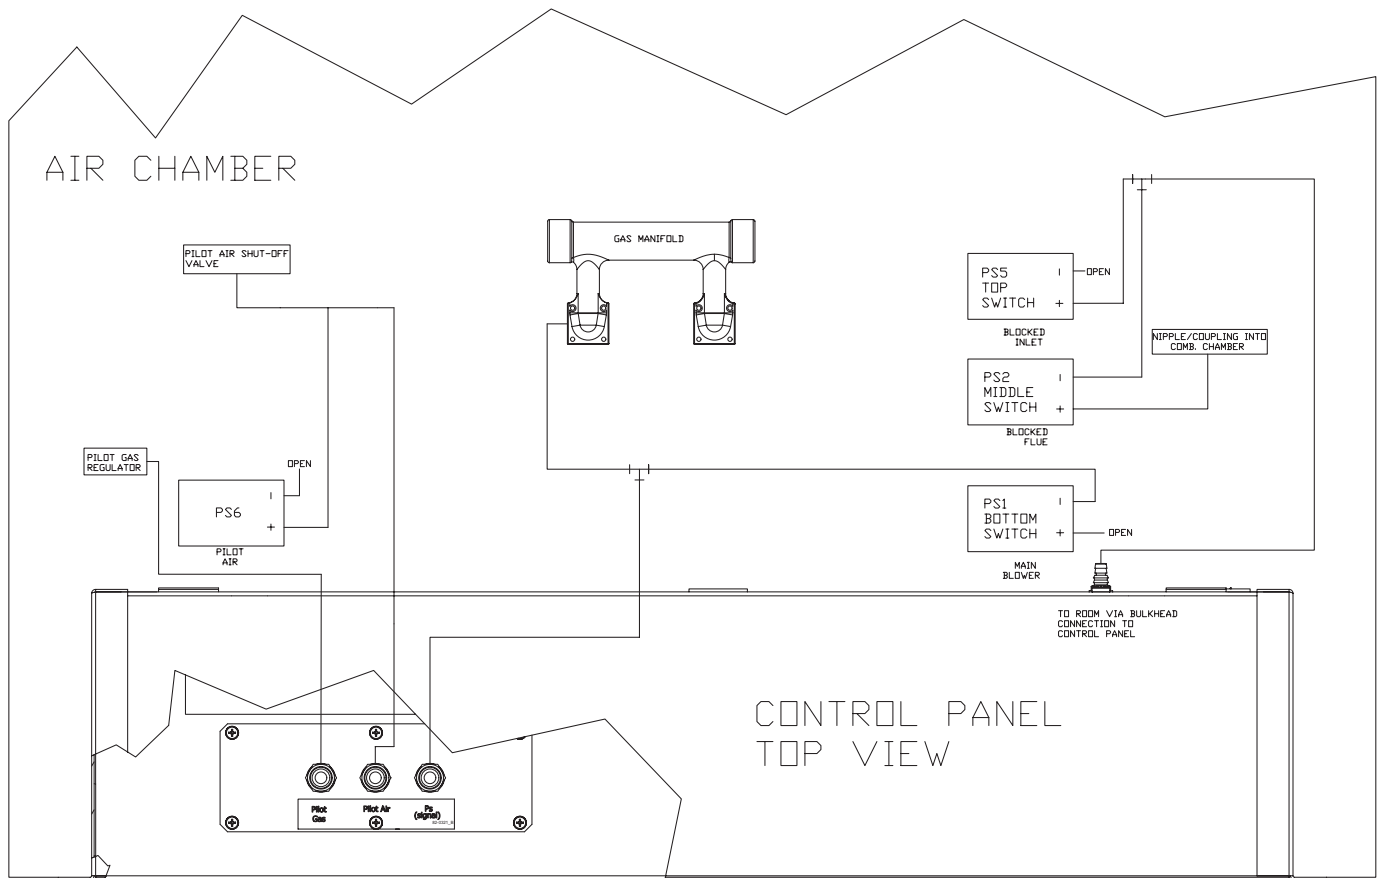 AIR CHAMBER
PILOT AIR SHUT-OFF
VALVE
GAS MANIFOLD
PS5
TOP
SWITCH
-
+
OPEN
BLOCKED
INLET
NIPPLE/COUPLING INTO
COMB. CHAMBER
PS2
MIDDLE
SWITCH
-
+
BLOCKED
FLUE
PILOT GAS
REGULATOR
OPEN
PS6
-
+
PILOT
AIR
PS1
BOTTOM
SWITCH
-
+
OPEN
MAIN
BLOWER
TO ROOM VIA BULKHEAD
CONNECTION TO
CONTROL PANEL
CONTROL PANEL
TOP VIEW
Pilot
Gas
Pilot Air
Ps
(signal)